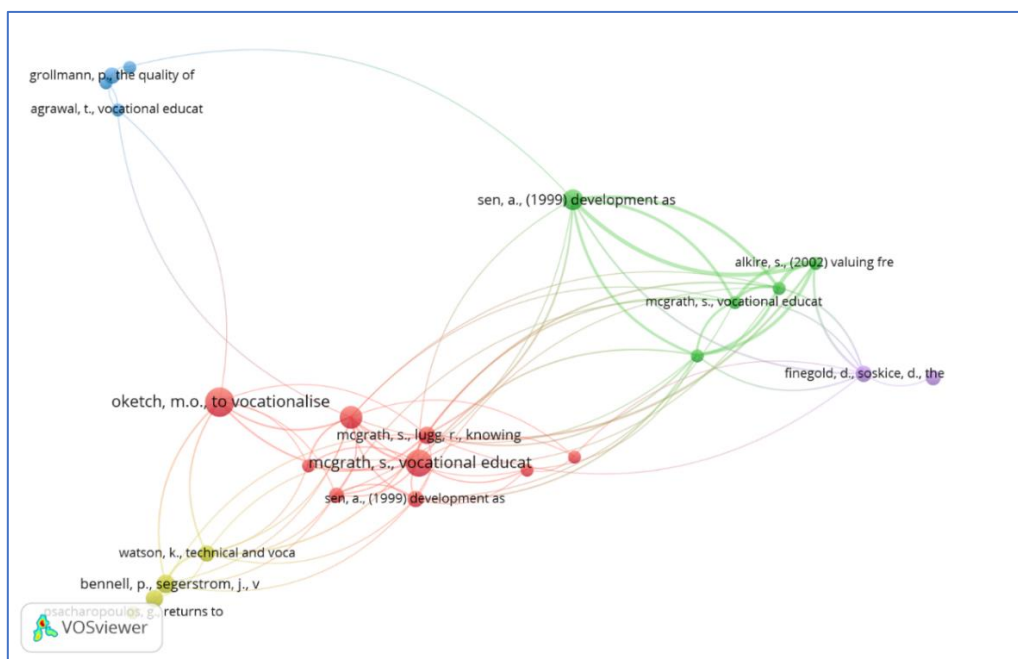 grollmann, p., the quality of
agrawal, t., vocational educat
sen, a., (1999) development as
alkire, s., (2002) valuing fre
mcgrath, s., vocational educat
finegold, d., soskice, d., the
oketch, m.o., to vocationalise
mcgrath, s., lugg, r., knowing
mcgrath, s., vocational educat
sen, a., (1999) development as
watson, k., technical and voca
bennell, p., segerstrom, j., v
psacharopoulos, g., returns to
VOSviewer